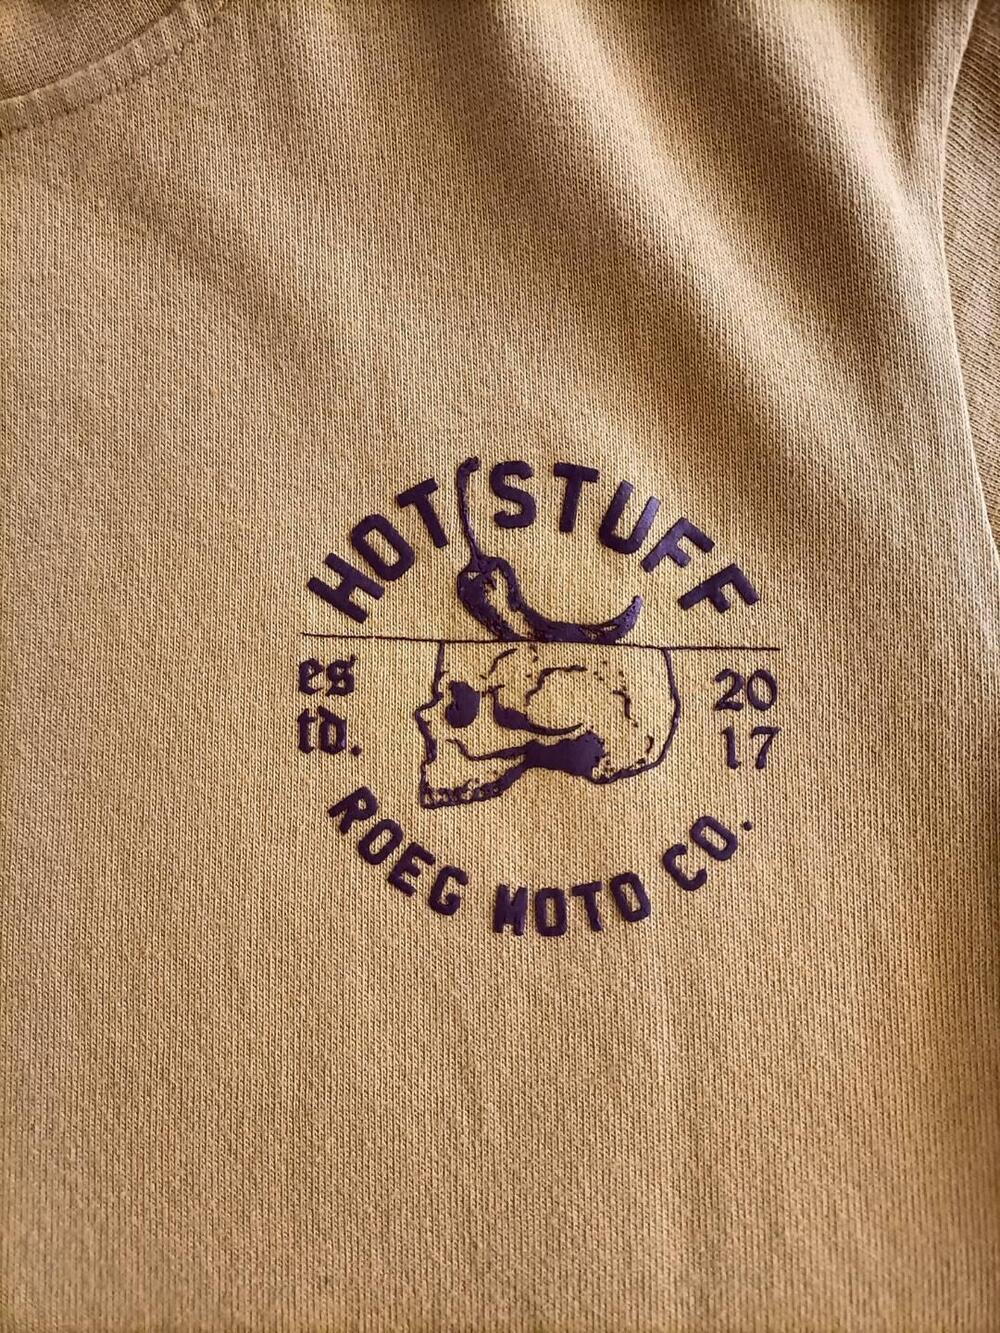 HOT STUFF
es
td.
20
17
ROEG MOTO CO.